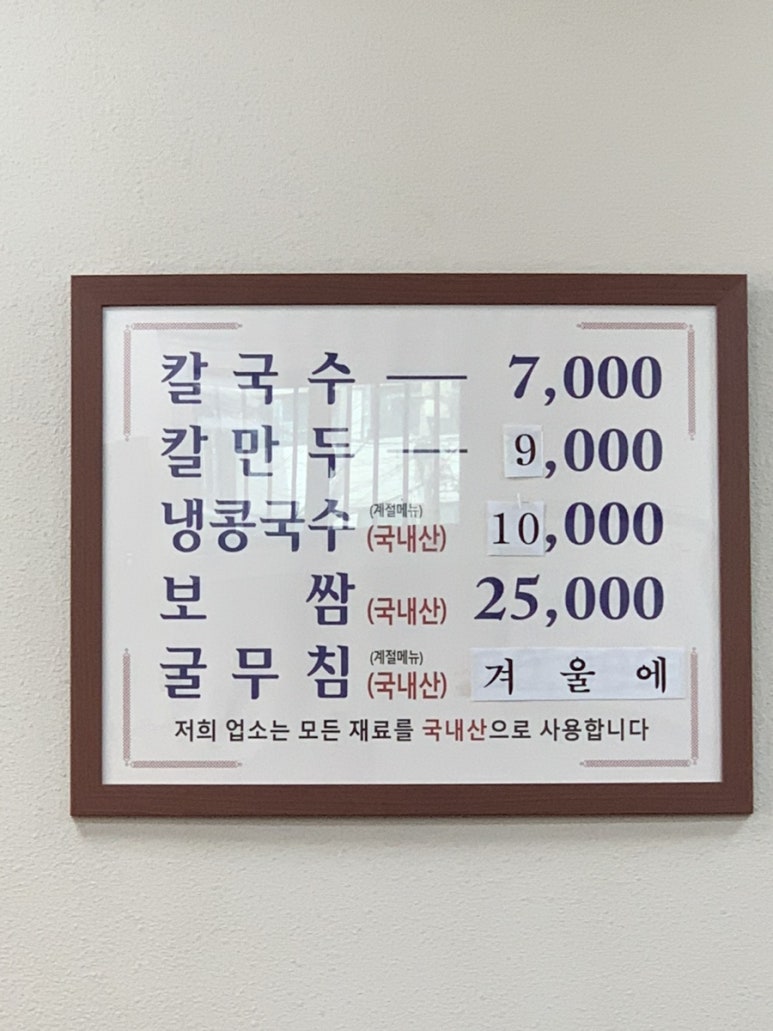 칼 국 수 — 7,000
칼 만 두 — 9,000
냉콩국수 (계절메뉴) (국내산) 10,000
보 쌈 (국내산) 25,000
굴 무 침 (계절메뉴) (국내산) 겨 울 에
저희 업소는 모든 재료를 국내산으로 사용합니다